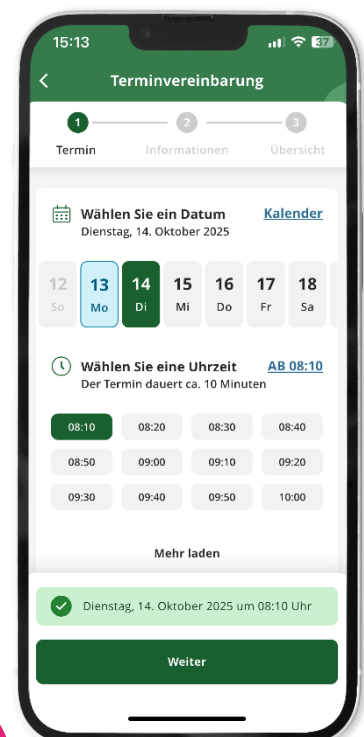 15:13
37
Terminvereinbarung
1 2 3
Termin Informationen Übersicht
Wählen Sie ein Datum Kalender
Dienstag, 14. Oktober 2025
12 13 14 15 16 17 18
So Mo Di Mi Do Fr Sa
Wählen Sie eine Uhrzeit AB 08:10
Der Termin dauert ca. 10 Minuten
08:10 08:20 08:30 08:40
08:50 09:00 09:10 09:20
09:30 09:40 09:50 10:00
Mehr laden
Dienstag, 14. Oktober 2025 um 08:10 Uhr
Weiter